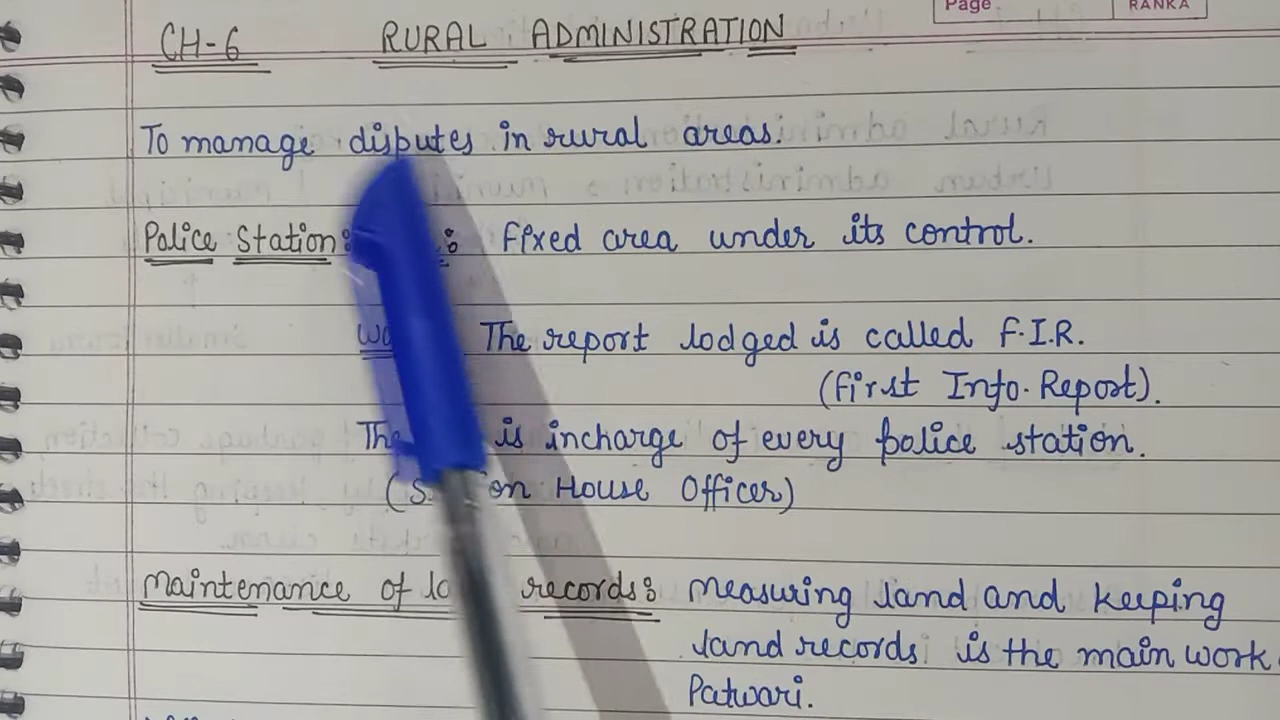 Page
RANKA
CH-6 RURAL ADMINISTRATION
To manage disputes in rural areas.
Police Station: : Fixed area under its control.
The report lodged is called F.I.R.
(First Info. Report).
The is incharge of every police station.
House Officer)
Maintenance of records: Measuring land and keeping
land records is the main work
Patwari.